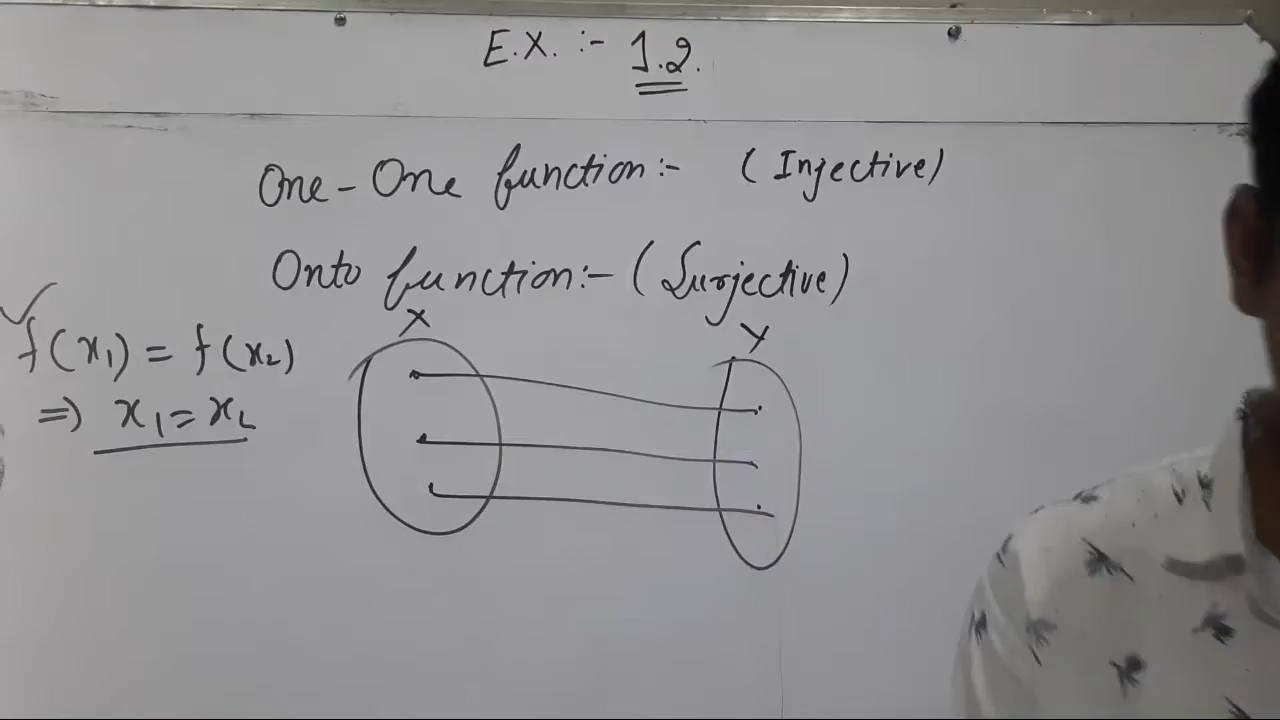 E.X. :- 1.2.
One-One function:- (Injective)
Onto function:- (Surjective)
X
Y
f(x₁) = f(x₂)
⇒ x₁ = x₂